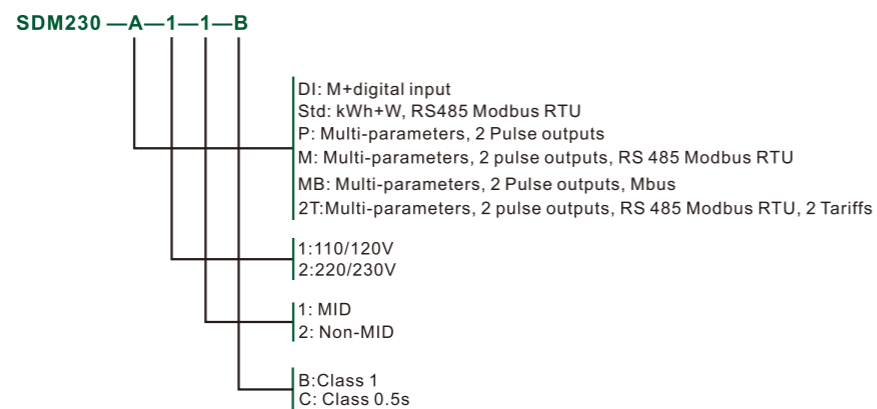 SDM230 —A—1—1—B
DI: M+digital input
Std: kWh+W, RS485 Modbus RTU
P: Multi-parameters, 2 Pulse outputs
M: Multi-parameters, 2 pulse outputs, RS 485 Modbus RTU
MB: Multi-parameters, 2 Pulse outputs, Mbus
2T:Multi-parameters, 2 pulse outputs, RS 485 Modbus RTU, 2 Tariffs
1:110/120V
2:220/230V
1: MID
2: Non-MID
B:Class 1
C: Class 0.5s